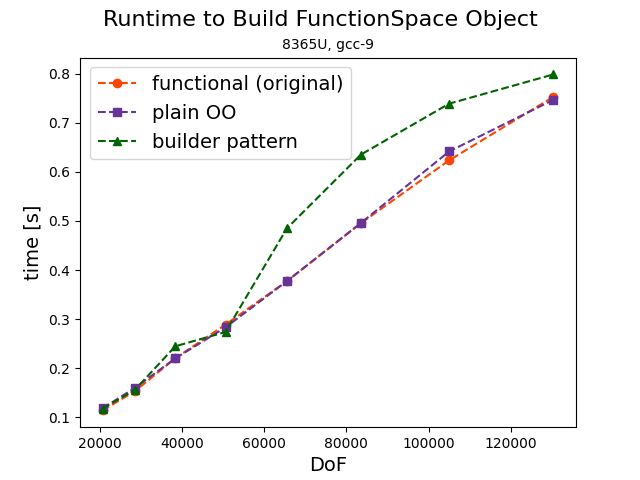 Runtime to Build FunctionSpace Object
8365U, gcc-9
functional (original)
plain OO
builder pattern
time [s]
0.8
0.7
0.6
0.5
0.4
0.3
0.2
0.1
20000 40000 60000 80000 100000 120000
DoF